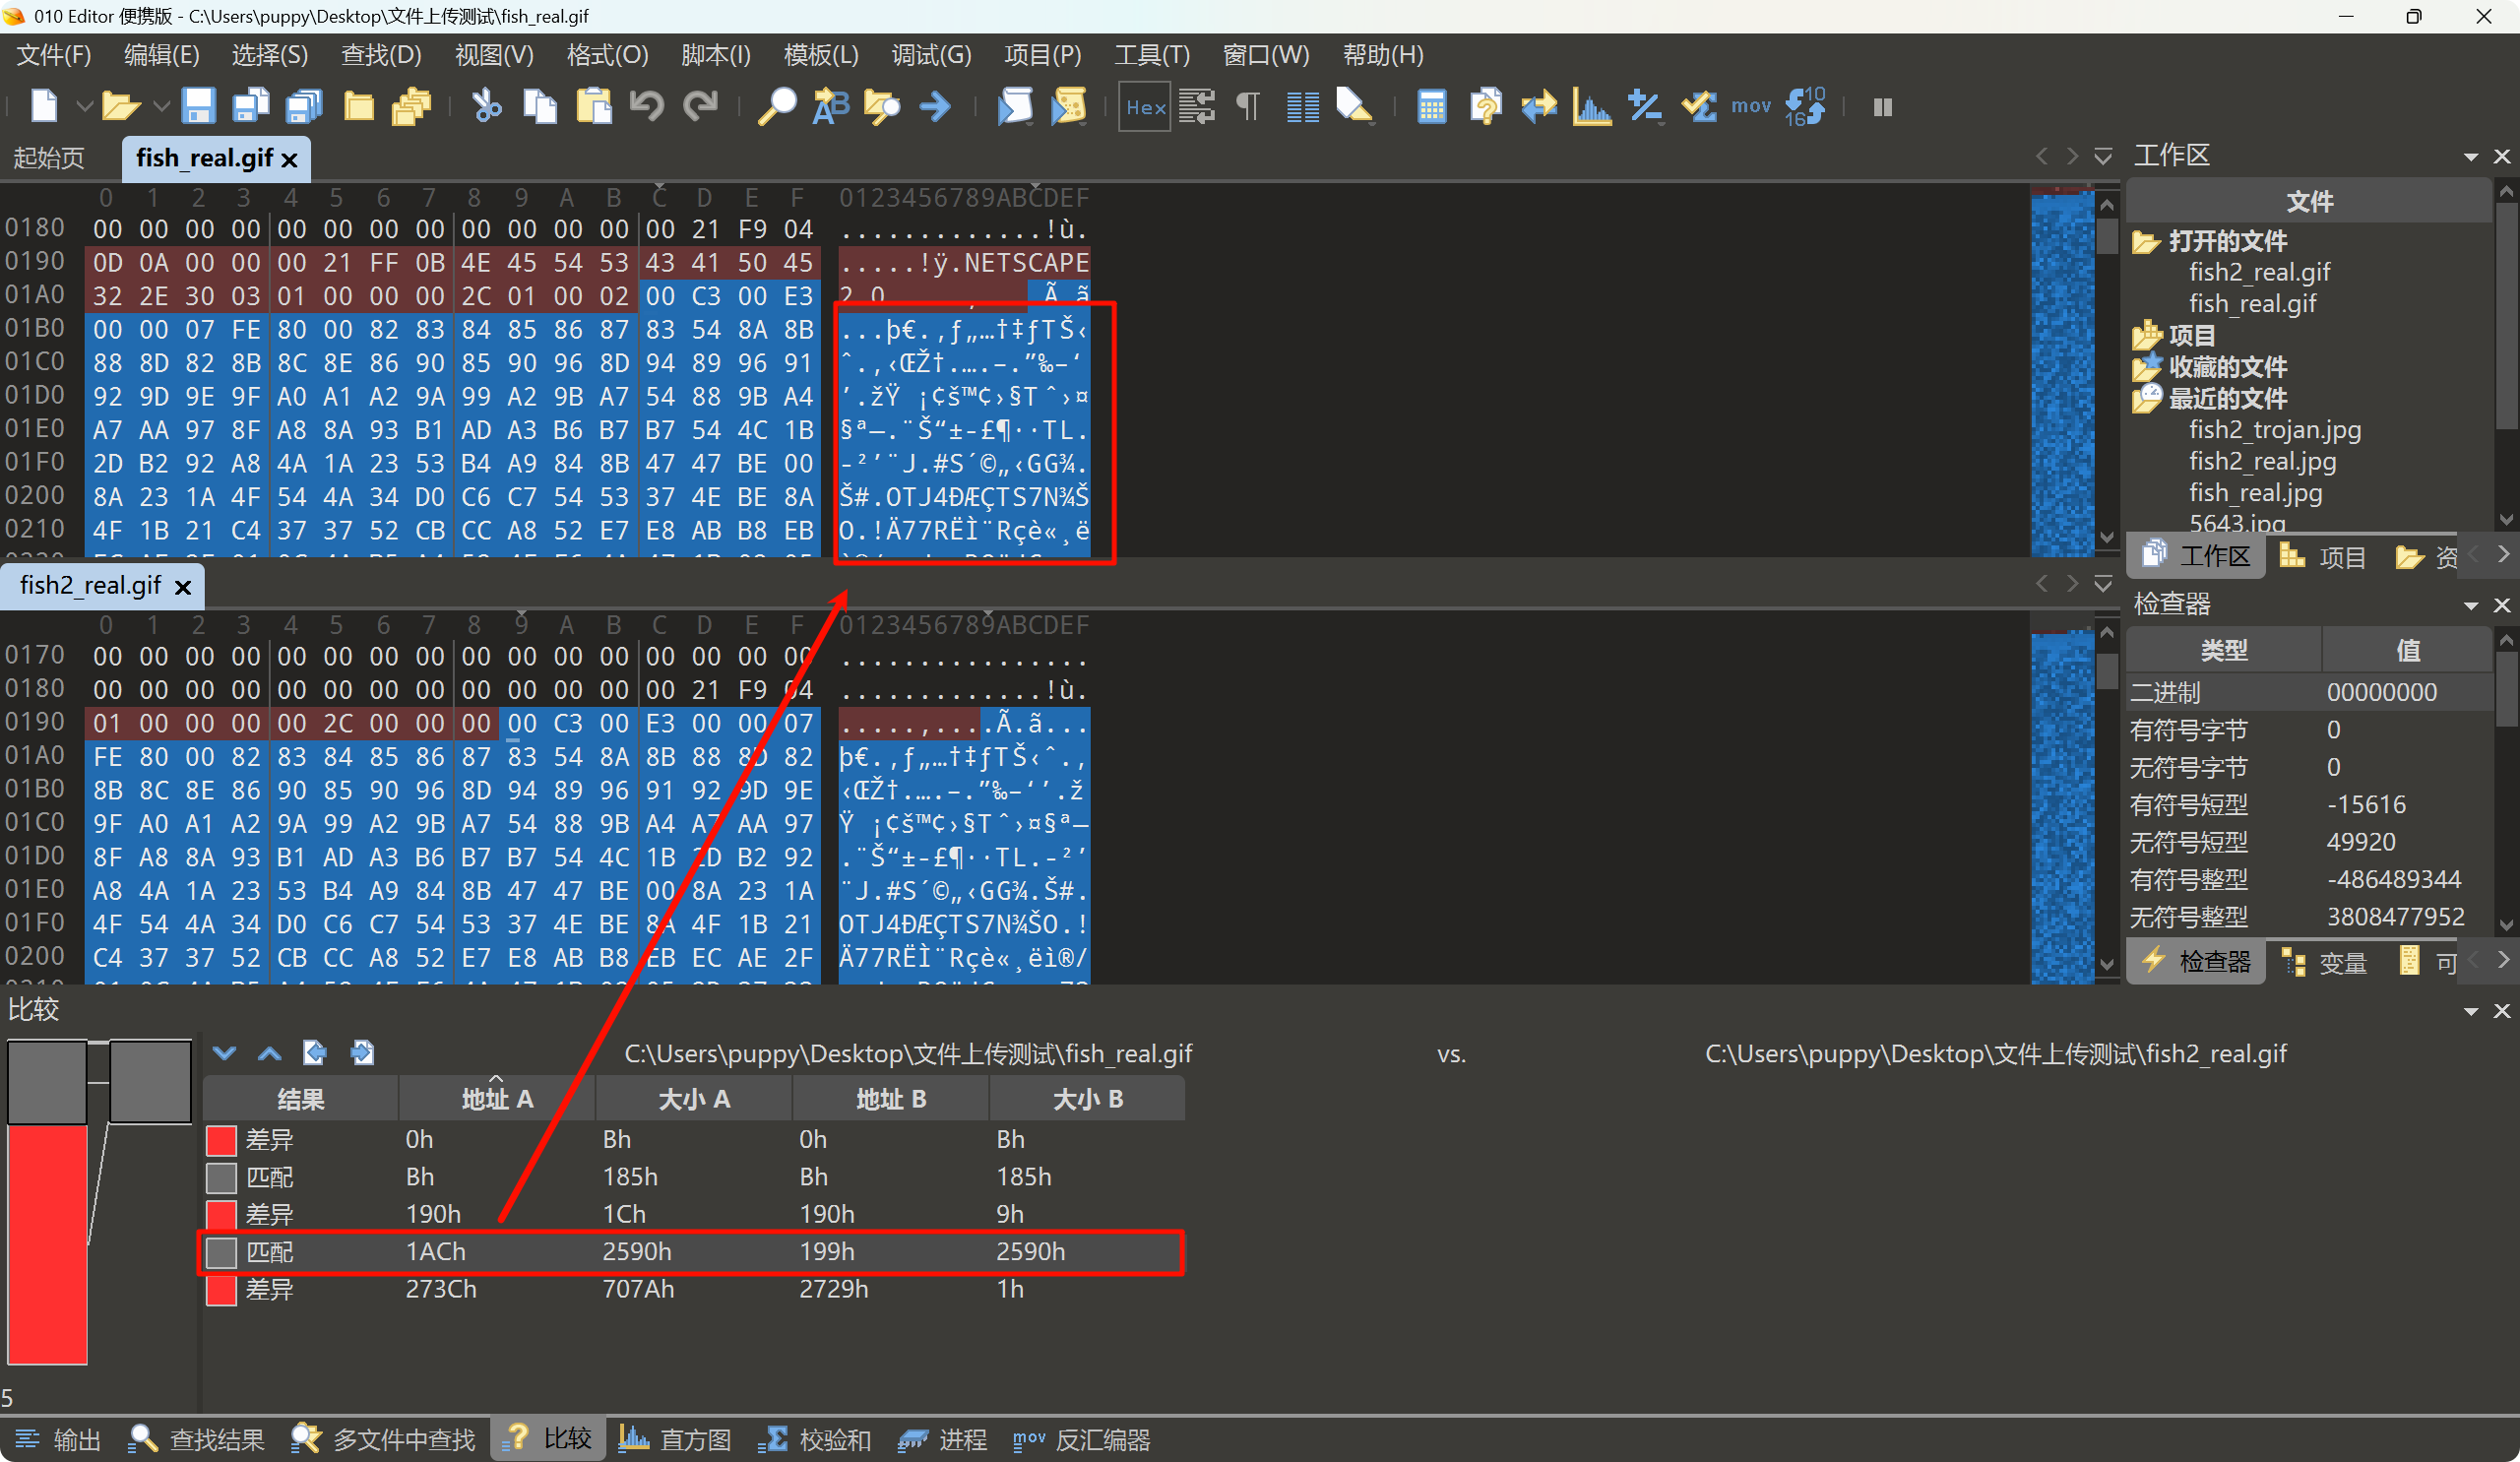 010 Editor 便携版 - C:\Users\puppy\Desktop\文件上传测试\fish_real.gif
文件(F) 编辑(E) 选择(S) 查找(D) 视图(V) 格式(O) 脚本(I) 模板(L) 调试(G) 项目(P) 工具(T) 窗口(W) 帮助(H)
Hex mov 10 16
起始页 fish_real.gif
0 1 2 3 4 5 6 7 8 9 A B C D E F 0123456789ABCDEF
0180 00 00 00 00 00 00 00 00 00 00 00 00 00 21 F9 04 .............!ù.
0190 0D 0A 00 00 00 21 FF 0B 4E 45 54 53 43 41 50 45 .....!ÿ.NETSCAPE
01A0 32 2E 30 03 01 00 00 00 2C 01 00 02 00 C3 00 E3
01B0 00 00 07 FE 80 00 82 83 84 85 86 87 83 54 8A 8B ...þ€.‚ƒ„…†‡ƒTŠ‹
01C0 88 8D 82 8B 8C 8E 86 90 85 90 96 8D 94 89 96 91 ˆ.‚‹ŒŽ†.….–.”‰–‘
01D0 92 9D 9E 9F A0 A1 A2 9A 99 A2 9B A7 54 88 9B A4 ’.žŸ ¡¢š™¢›§Tˆ›¤
01E0 A7 AA 97 8F A8 8A 93 B1 AD A3 B6 B7 B7 54 4C 1B §ª—.¨Š“±-£¶··TL.
01F0 2D B2 92 A8 4A 1A 23 53 B4 A9 84 8B 47 47 BE 00 -²’¨J.#S´©„‹GG¾.
0200 8A 23 1A 4F 54 4A 34 D0 C6 C7 54 53 37 4E BE 8A Š#.OTJ4ÐÆÇTS7N¾Š
0210 4F 1B 21 C4 37 37 52 CB CC A8 52 E7 E8 AB B8 EB O.!Ä77RËÌ¨Rçè«¸ë
fish2_real.gif
0 1 2 3 4 5 6 7 8 9 A B C D E F 0123456789ABCDEF
0170 00 00 00 00 00 00 00 00 00 00 00 00 00 00 00 00 ................
0180 00 00 00 00 00 00 00 00 00 00 00 00 00 21 F9 04 .............!ù.
0190 01 00 00 00 00 2C 00 00 00 00 C3 00 E3 00 00 07 .....,....Ã.ã...
01A0 FE 80 00 82 83 84 85 86 87 83 54 8A 8B 88 8D 82 þ€.‚ƒ„…†‡ƒTŠ‹ˆ.‚
01B0 8B 8C 8E 86 90 85 90 96 8D 94 89 96 91 92 9D 9E ‹ŒŽ†.….–.”‰–‘’.ž
01C0 9F A0 A1 A2 9A 99 A2 9B A7 54 88 9B A4 A7 AA 97 Ÿ ¡¢š™¢›§Tˆ›¤§ª—
01D0 8F A8 8A 93 B1 AD A3 B6 B7 B7 54 4C 1B 2D B2 92 .¨Š“±-£¶··TL.-²’
01E0 A8 4A 1A 23 53 B4 A9 84 8B 47 47 BE 00 8A 23 1A ¨J.#S´©„‹GG¾.Š#.
01F0 4F 54 4A 34 D0 C6 C7 54 53 37 4E BE 8A 4F 1B 21 OTJ4ÐÆÇTS7N¾ŠO.!
0200 C4 37 37 52 CB CC A8 52 E7 E8 AB B8 EB EC AE 2F Ä77RËÌ¨Rçè«¸ëì®/
工作区
文件
打开的文件
fish2_real.gif
fish_real.gif
项目
收藏的文件
最近的文件
fish2_trojan.jpg
fish2_real.jpg
fish_real.jpg
5643.jpg
工作区 项目 资
检查器
类型 值
二进制 00000000
有符号字节 0
无符号字节 0
有符号短型 -15616
无符号短型 49920
有符号整型 -486489344
无符号整型 3808477952
检查器 变量 可
比较
C:\Users\puppy\Desktop\文件上传测试\fish_real.gif vs. C:\Users\puppy\Desktop\文件上传测试\fish2_real.gif
结果 地址 A 大小 A 地址 B 大小 B
差异 0h Bh 0h Bh
匹配 Bh 185h Bh 185h
差异 190h 1Ch 190h 9h
匹配 1ACh 2590h 199h 2590h
差异 273Ch 707Ah 2729h 1h
5
输出 查找结果 多文件中查找 比较 直方图 校验和 进程 mov 反汇编器